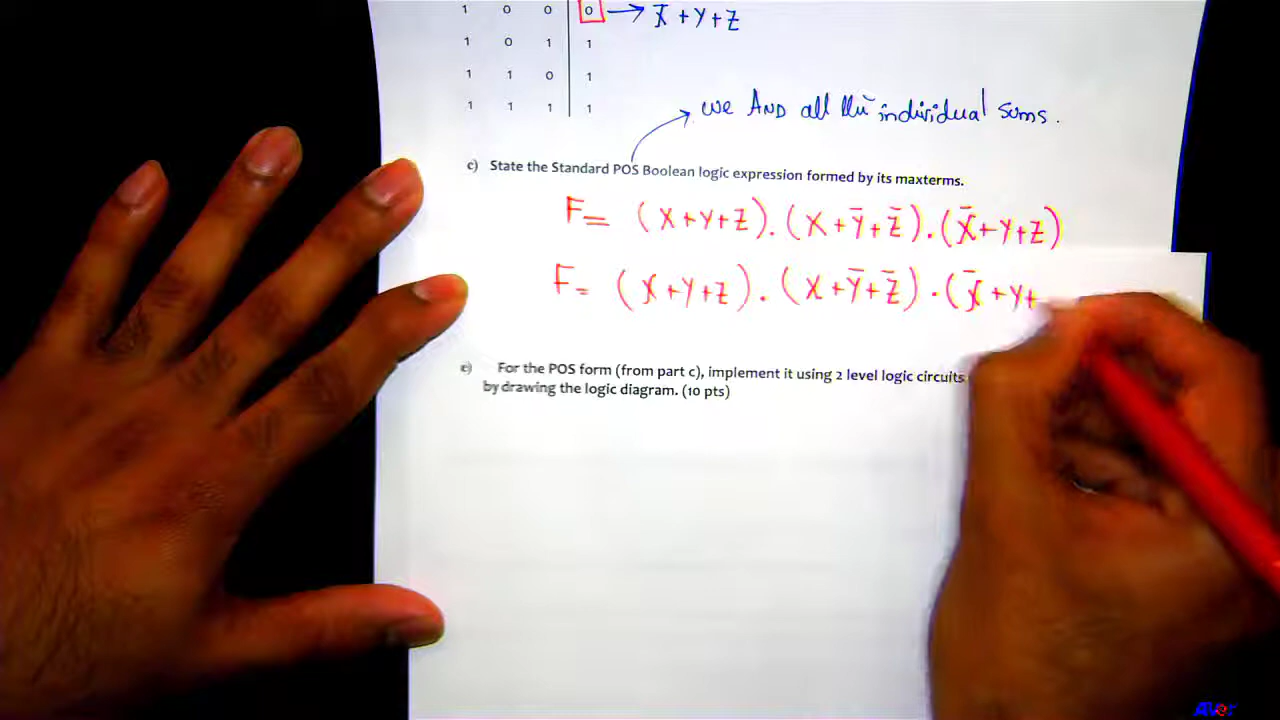 1 0 0 0 → X̄ + Y + Z
1 0 1 1
1 1 0 1
1 1 1 1
we AND all the individual sums.
c) State the Standard POS Boolean logic expression formed by its maxterms.
F = (X+Y+Z).(X+Ȳ+Z̄).(X̄+Y+Z)
F = (X+Y+Z).(X+Ȳ+Z̄).(X̄+Y+
e) For the POS form (from part c), implement it using 2 level logic circuits
by drawing the logic diagram. (10 pts)
AVer